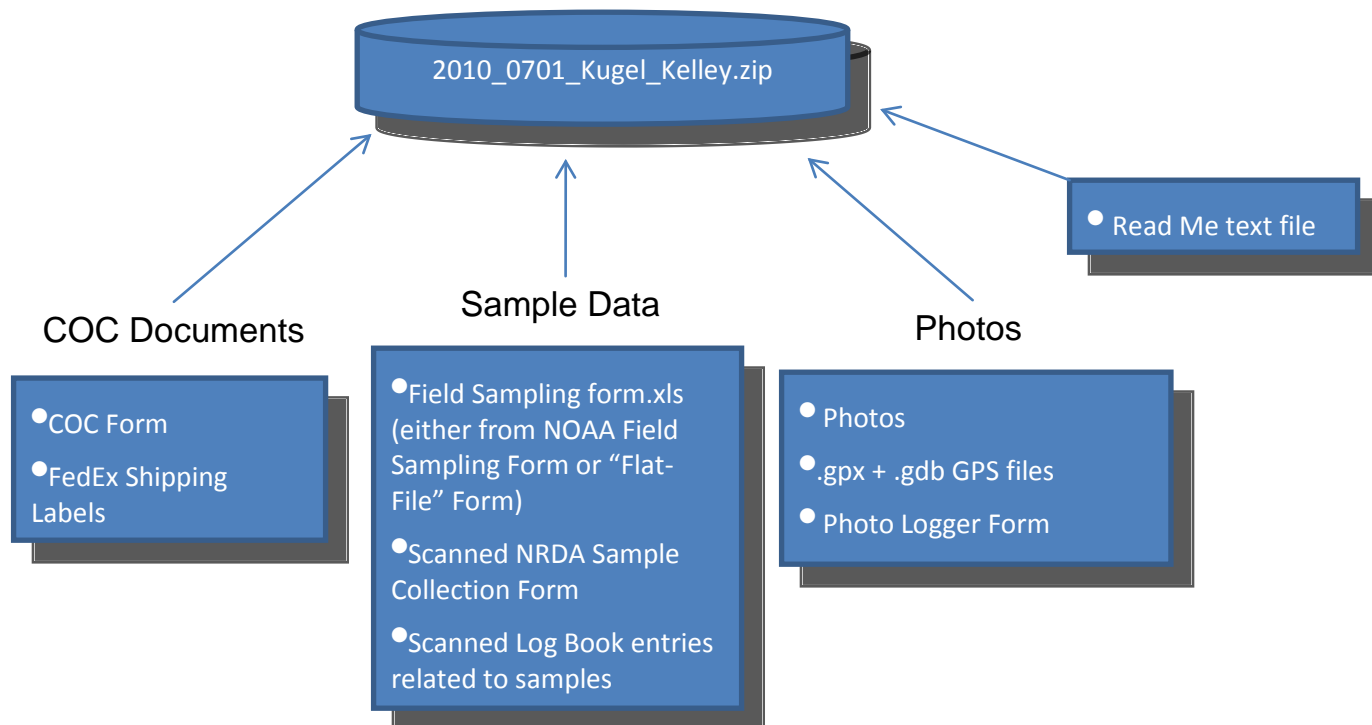 2010_0701_Kugel_Kelley.zip
• Read Me text file
COC Documents
•COC Form
•FedEx Shipping
Labels
Sample Data
•Field Sampling form.xls
(either from NOAA Field
Sampling Form or “Flat-
File” Form)
•Scanned NRDA Sample
Collection Form
•Scanned Log Book entries
related to samples
Photos
• Photos
•.gpx + .gdb GPS files
• Photo Logger Form